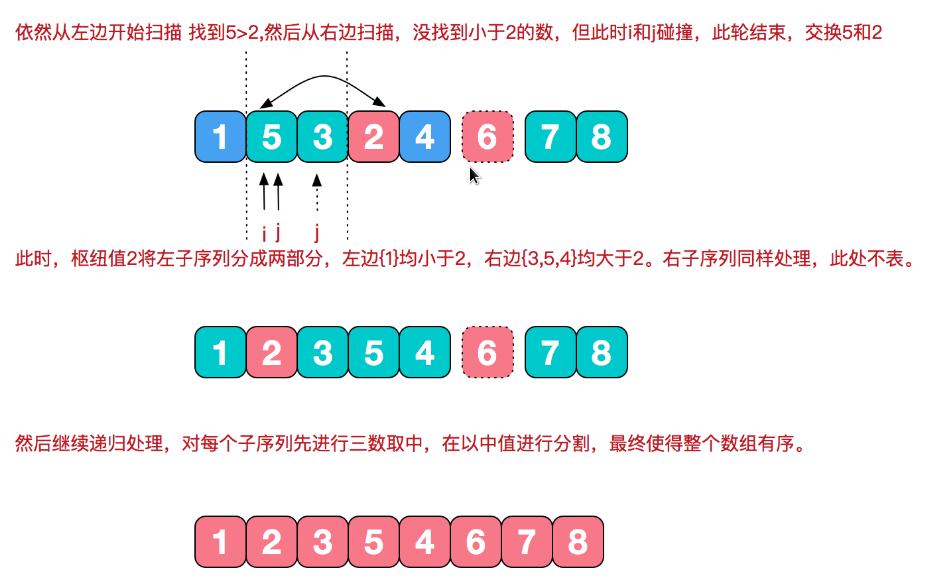 依然从左边开始扫描 找到5>2,然后从右边扫描，没找到小于2的数，但此时i和j碰撞，此轮结束，交换5和2
1 5 3 2 4 6 7 8
i j j
此时，枢纽值2将左子序列分成两部分，左边{1}均小于2，右边{3,5,4}均大于2。右子序列同样处理，此处不表。
1 2 3 5 4 6 7 8
然后继续递归处理，对每个子序列先进行三数取中，在以中值进行分割，最终使得整个数组有序。
1 2 3 5 4 6 7 8